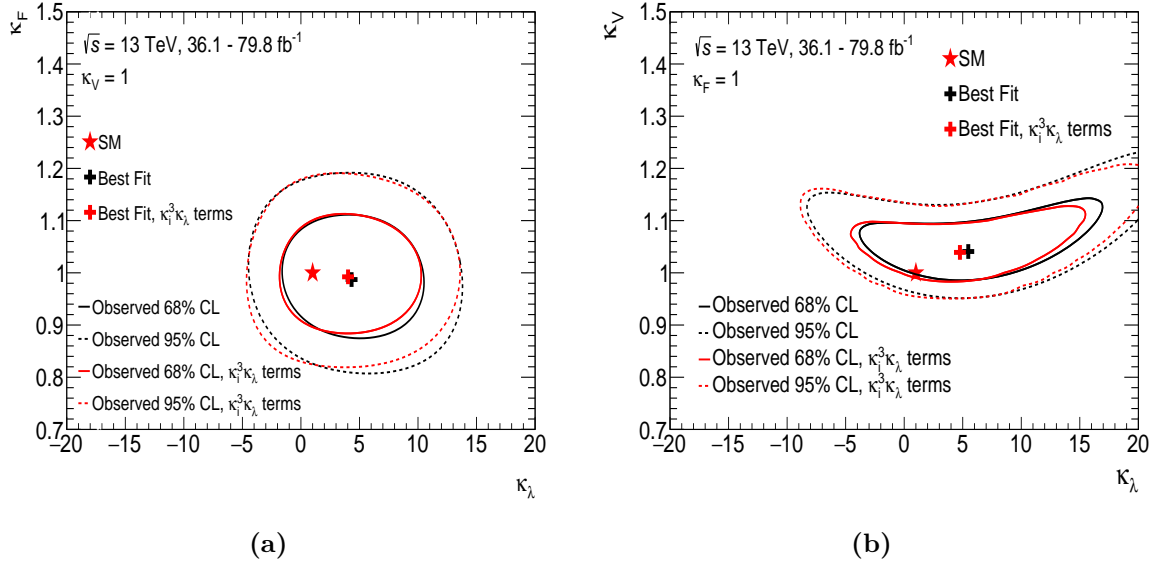 κF
1.5
√s = 13 TeV, 36.1 - 79.8 fb⁻¹
1.4
κV = 1
1.3
SM
1.2
Best Fit
Best Fit, κi³κλ terms
1.1
1
Observed 68% CL
0.9
Observed 95% CL
0.8
Observed 68% CL, κi³κλ terms
Observed 95% CL, κi³κλ terms
0.7
−20 −15 −10 −5 0 5 10 15 20
κλ
(a)
κV
1.5
√s = 13 TeV, 36.1 - 79.8 fb⁻¹
1.4
κF = 1
SM
Best Fit
1.3
Best Fit, κi³κλ terms
1.2
1.1
1
Observed 68% CL
0.9
Observed 95% CL
Observed 68% CL, κi³κλ terms
0.8
Observed 95% CL, κi³κλ terms
0.7
−20 −15 −10 −5 0 5 10 15 20
κλ
(b)